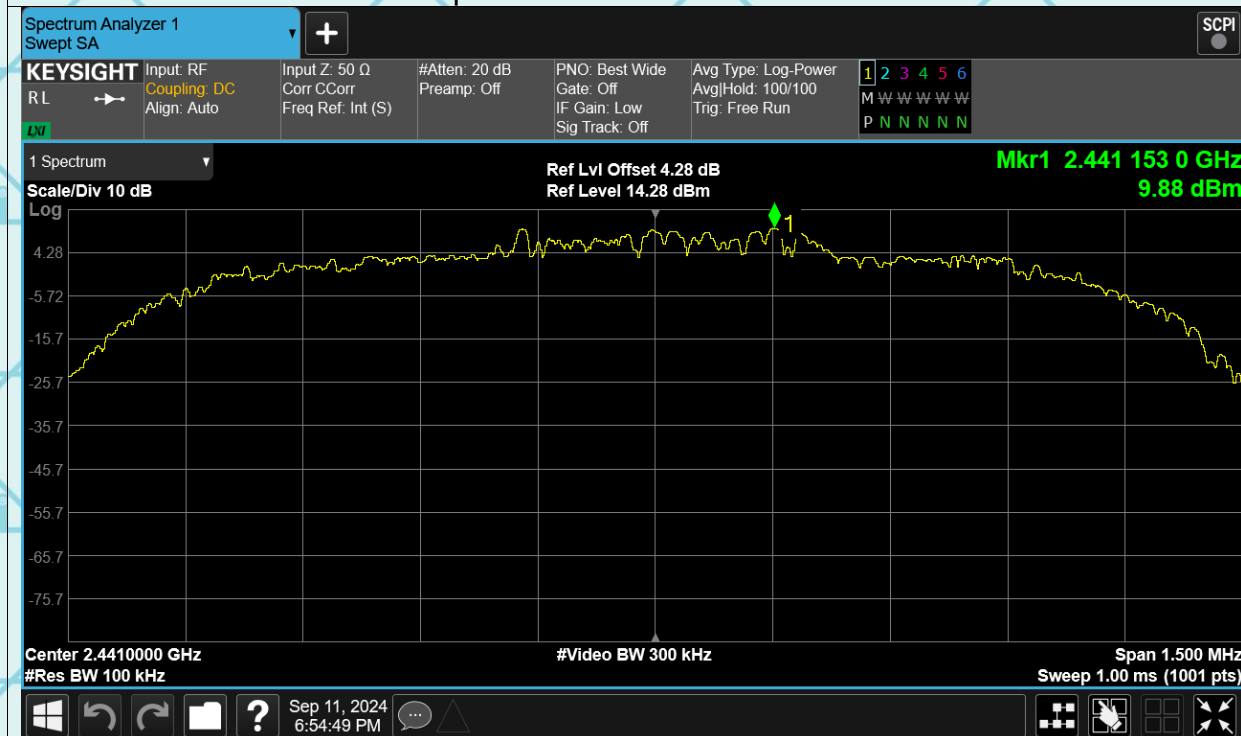 Spectrum Analyzer 1
Swept SA
+
SCPI
KEYSIGHT
R L
LXI
Input: RF
Coupling: DC
Align: Auto
Input Z: 50 Ω
Corr CCorr
Freq Ref: Int (S)
#Atten: 20 dB
Preamp: Off
PNO: Best Wide
Gate: Off
IF Gain: Low
Sig Track: Off
Avg Type: Log-Power
Avg|Hold: 100/100
Trig: Free Run
1 2 3 4 5 6
M W W W W W
P N N N N N
1 Spectrum
Scale/Div 10 dB
Log
Ref Lvl Offset 4.28 dB
Ref Level 14.28 dBm
Mkr1 2.441 153 0 GHz
9.88 dBm
1
4.28
-5.72
-15.7
-25.7
-35.7
-45.7
-55.7
-65.7
-75.7
Center 2.4410000 GHz
#Res BW 100 kHz
#Video BW 300 kHz
Span 1.500 MHz
Sweep 1.00 ms (1001 pts)
?
Sep 11, 2024
6:54:49 PM